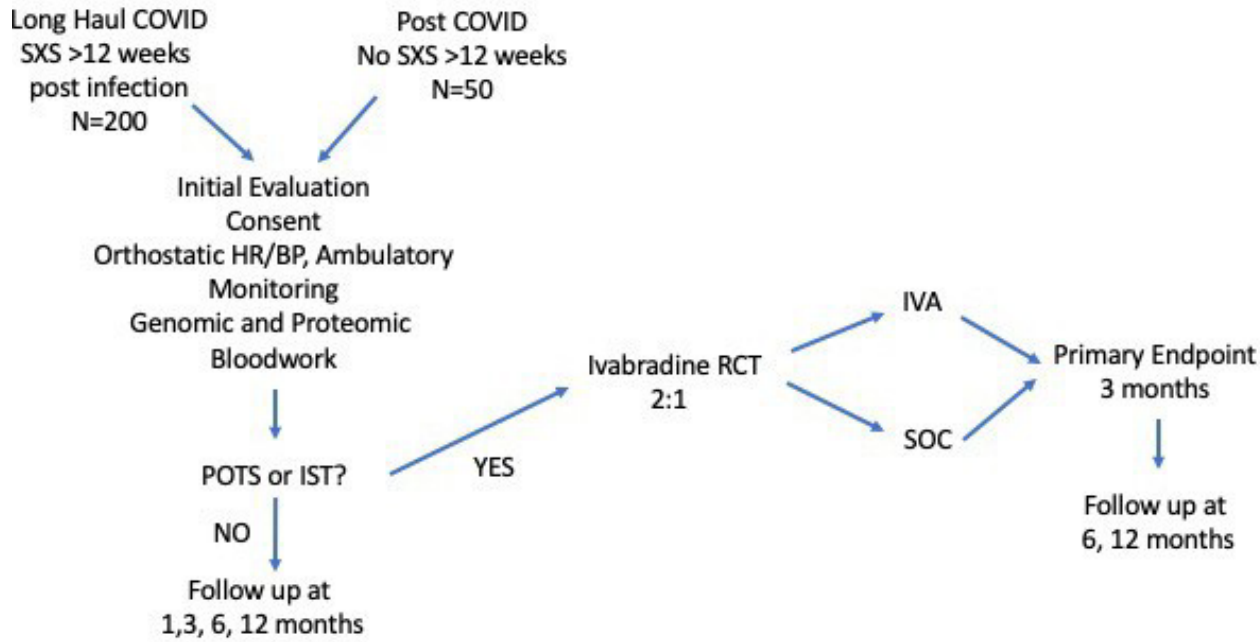 Long Haul COVID
SXS >12 weeks
post infection
N=200
Post COVID
No SXS >12 weeks
N=50
Initial Evaluation
Consent
Orthostatic HR/BP, Ambulatory
Monitoring
Genomic and Proteomic
Bloodwork
POTS or IST?
YES
NO
Follow up at
1,3, 6, 12 months
Ivabradine RCT
2:1
IVA
SOC
Primary Endpoint
3 months
Follow up at
6, 12 months